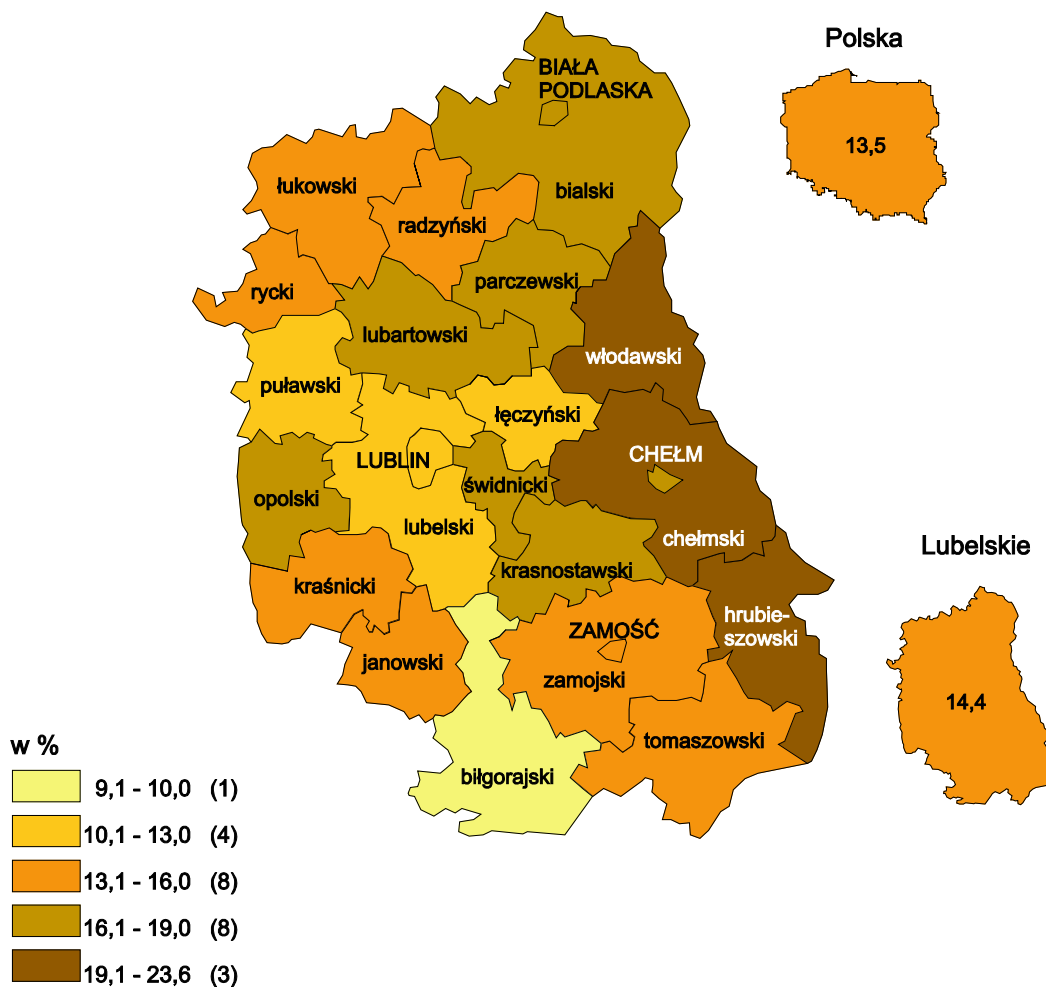 Polska
13,5
BIAŁA
PODLASKA
bialski
łukowski
radzyński
parczewski
rycki
lubartowski
włodawski
puławski
łęczyński
LUBLIN
CHEŁM
świdnicki
opolski
lubelski
chełmski
krasnostawski
kraśnicki
hrubie-
szowski
ZAMOŚĆ
janowski
zamojski
tomaszowski
biłgorajski
Lubelskie
14,4
w %
9,1 - 10,0 (1)
10,1 - 13,0 (4)
13,1 - 16,0 (8)
16,1 - 19,0 (8)
19,1 - 23,6 (3)